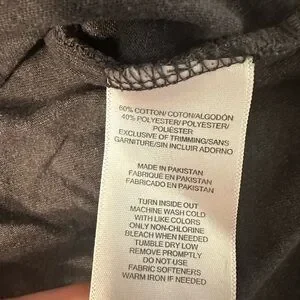 60% COTTON/ COTON/ALGODÓN
40% POLYESTER/ POLYESTER/
POLIÉSTER
EXCLUSIVE OF TRIMMING/SANS
GARNITURE/SIN INCLUIR ADORNO
MADE IN PAKISTAN
FABRIQUÉ EN PAKISTAN
FABRICADO EN PAKISTAN
TURN INSIDE OUT
MACHINE WASH COLD
WITH LIKE COLORS
ONLY NON-CHLORINE
BLEACH WHEN NEEDED
TUMBLE DRY LOW
REMOVE PROMPTLY
DO NOT USE
FABRIC SOFTENERS
WARM IRON IF NEEDED